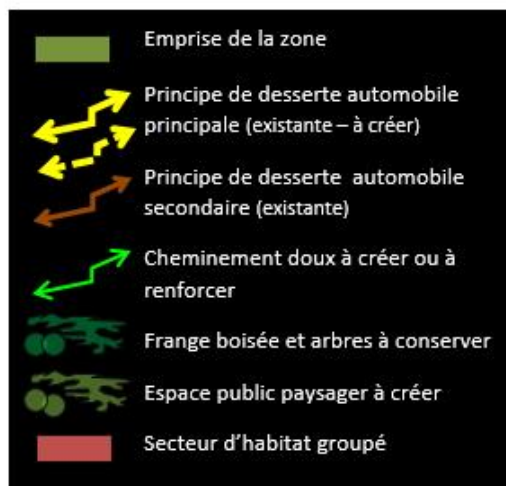 Emprise de la zone
Principe de desserte automobile
principale (existante – à créer)
Principe de desserte automobile
secondaire (existante)
Cheminement doux à créer ou à
renforcer
Frange boisée et arbres à conserver
Espace public paysager à créer
Secteur d'habitat groupé